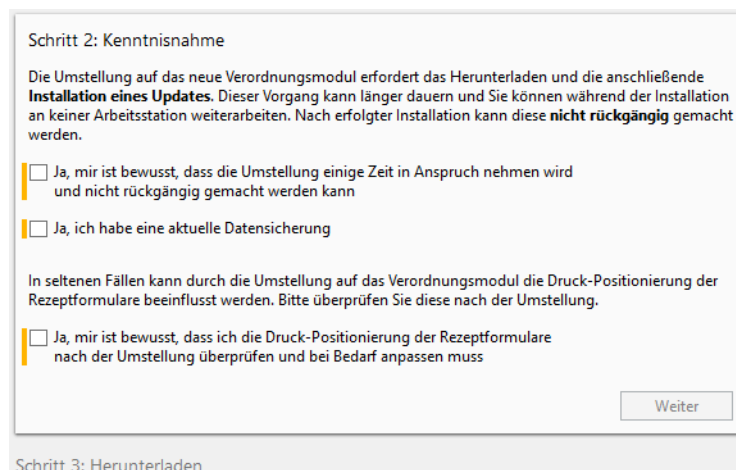 Schritt 2: Kenntnisnahme
Die Umstellung auf das neue Verordnungsmodul erfordert das Herunterladen und die anschließende
Installation eines Updates. Dieser Vorgang kann länger dauern und Sie können während der Installation
an keiner Arbeitsstation weiterarbeiten. Nach erfolgter Installation kann diese nicht rückgängig gemacht
werden.
Ja, mir ist bewusst, dass die Umstellung einige Zeit in Anspruch nehmen wird
und nicht rückgängig gemacht werden kann
Ja, ich habe eine aktuelle Datensicherung
In seltenen Fällen kann durch die Umstellung auf das Verordnungsmodul die Druck-Positionierung der
Rezeptformulare beeinflusst werden. Bitte überprüfen Sie diese nach der Umstellung.
Ja, mir ist bewusst, dass ich die Druck-Positionierung der Rezeptformulare
nach der Umstellung überprüfen und bei Bedarf anpassen muss
Weiter
Schritt 3: Herunterladen